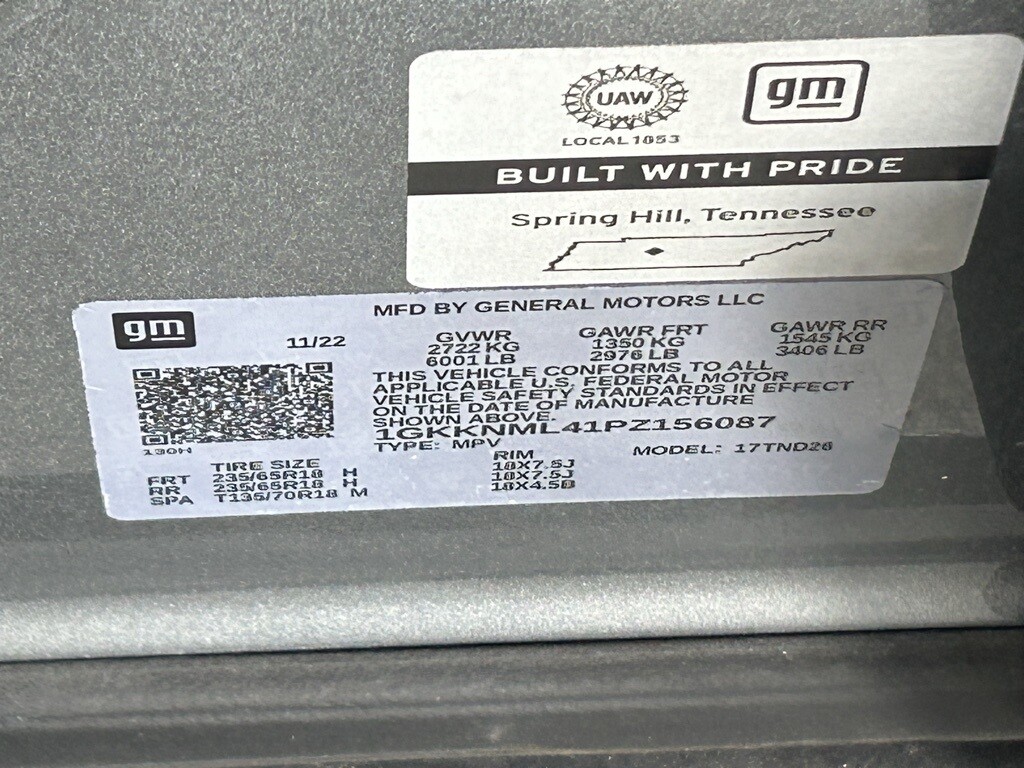 UAW
gm
LOCAL 1853
BUILT WITH PRIDE
Spring Hill, Tennessee
gm
MFD BY GENERAL MOTORS LLC
11/22
GVWR GAWR FRT GAWR RR
2722 KG 1350 KG 1545 KG
6001 LB 2976 LB 3406 LB
THIS VEHICLE CONFORMS TO ALL
APPLICABLE U.S. FEDERAL MOTOR
VEHICLE SAFETY STANDARDS IN EFFECT
ON THE DATE OF MANUFACTURE
SHOWN ABOVE.
1GKKNML41PZ156087
TYPE: MPV MODEL: 17TND26
TIRE SIZE RIM
FRT 235/65R18 H 18X7.5J
RR 235/65R18 H 18X7.5J
SPA T135/70R18 M